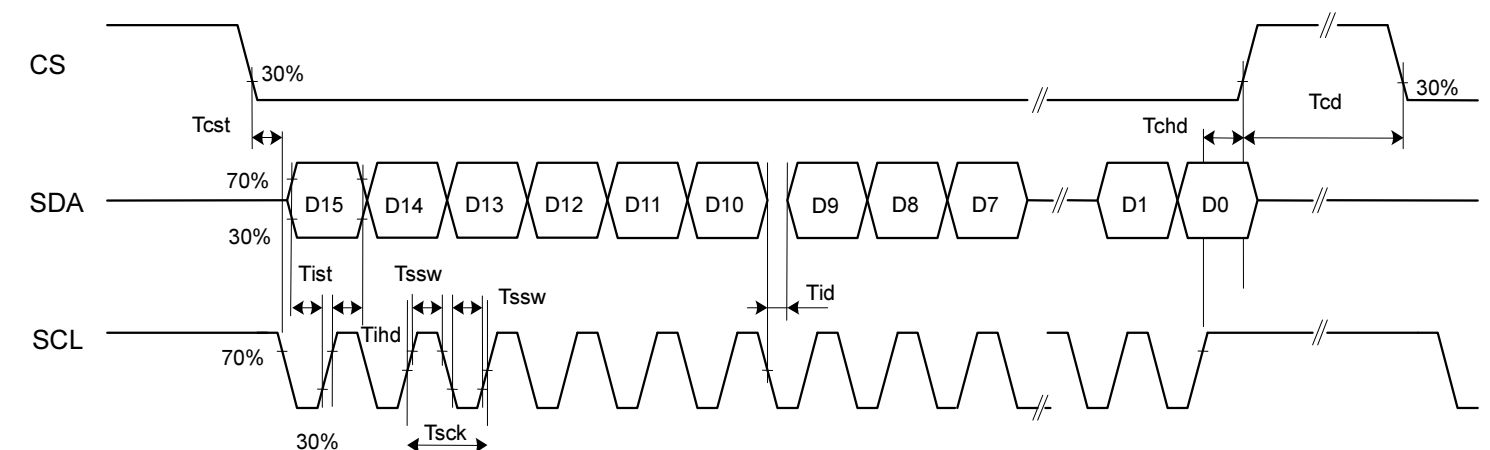 CS
30%
30%
Tcst
Tchd
Tcd
SDA
70%
30%
D15
D14
D13
D12
D11
D10
D9
D8
D7
D1
D0
Tist
Tssw
Tssw
Tid
Tihd
SCL
70%
30%
Tsck